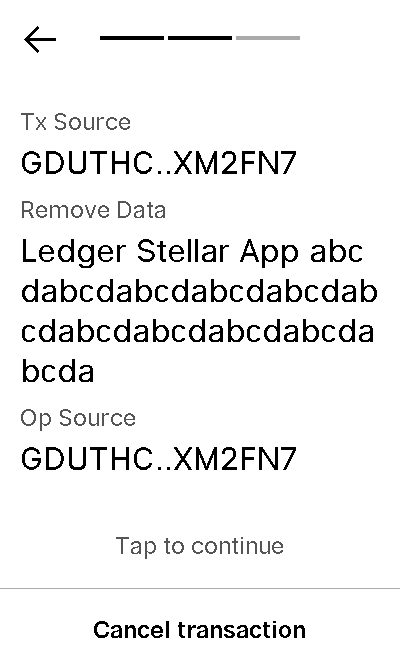 Tx Source
GDUTHC..XM2FN7
Remove Data
Ledger Stellar App abc
dabcdabcdabcdabcdab
cdabcdabcdabcdabcda
bcda
Op Source
GDUTHC..XM2FN7
Tap to continue
Cancel transaction